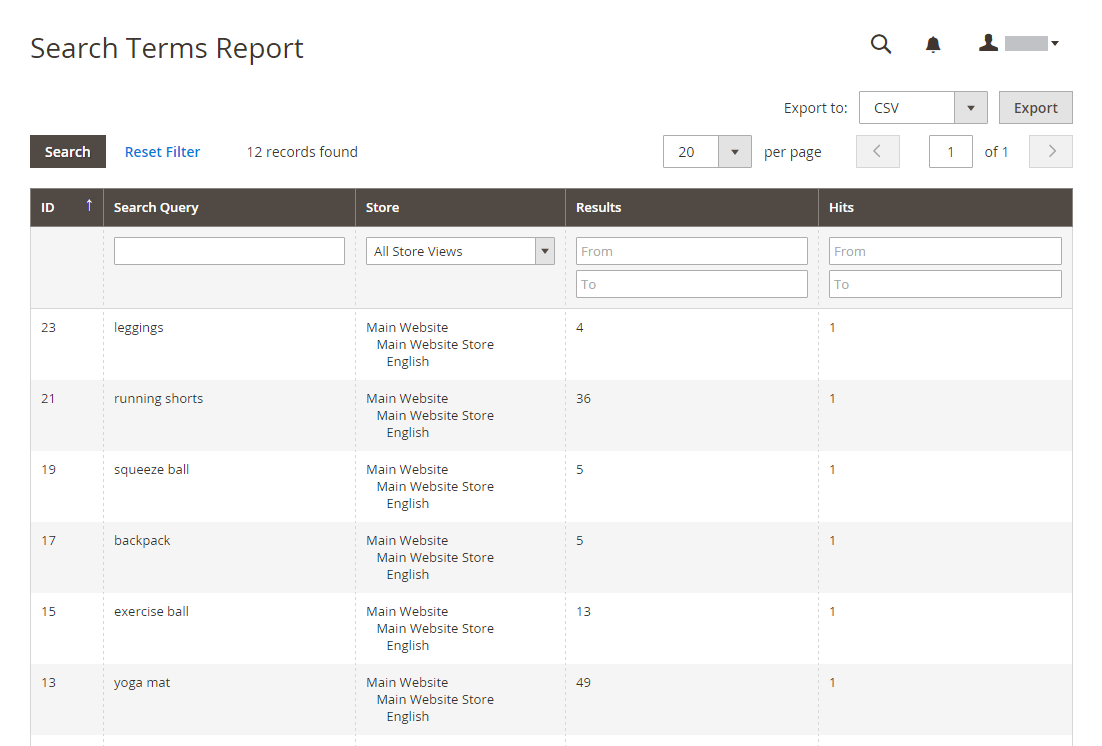 Search Terms Report
Export to: CSV Export
Search Reset Filter 12 records found 20 per page 1 of 1
ID ↑ Search Query Store Results Hits
All Store Views From From
To To
23 leggings Main Website 4 1
Main Website Store
English
21 running shorts Main Website 36 1
Main Website Store
English
19 squeeze ball Main Website 5 1
Main Website Store
English
17 backpack Main Website 5 1
Main Website Store
English
15 exercise ball Main Website 13 1
Main Website Store
English
13 yoga mat Main Website 49 1
Main Website Store
English